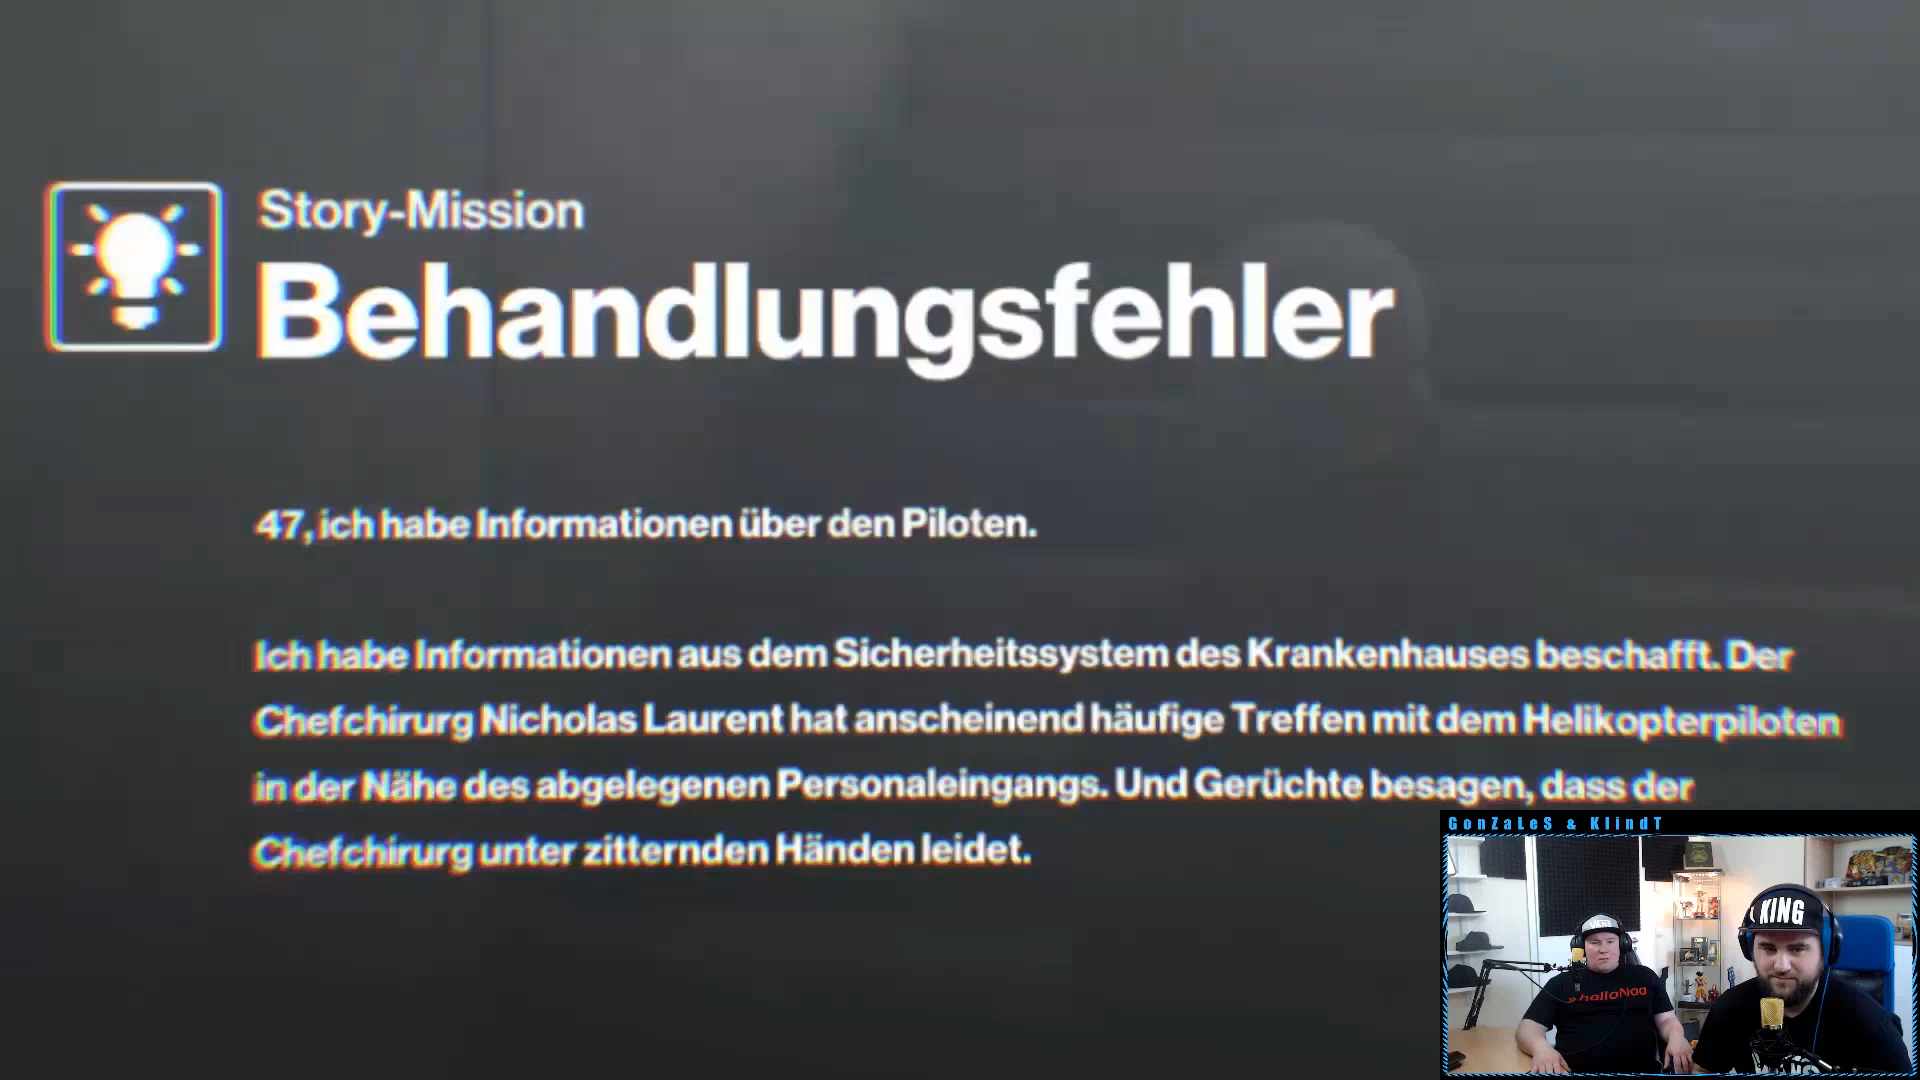 Story-Mission
Behandlungsfehler
47, ich habe Informationen über den Piloten.
Ich habe Informationen aus dem Sicherheitssystem des Krankenhauses beschafft. Der
Chefchirurg Nicholas Laurent hat anscheinend häufige Treffen mit dem Helikopterpiloten
in der Nähe des abgelegenen Personaleingangs. Und Gerüchte besagen, dass der
Chefchirurg unter zitternden Händen leidet.
GonZaLeS & KlindT
KING
VANS
#halloNaa